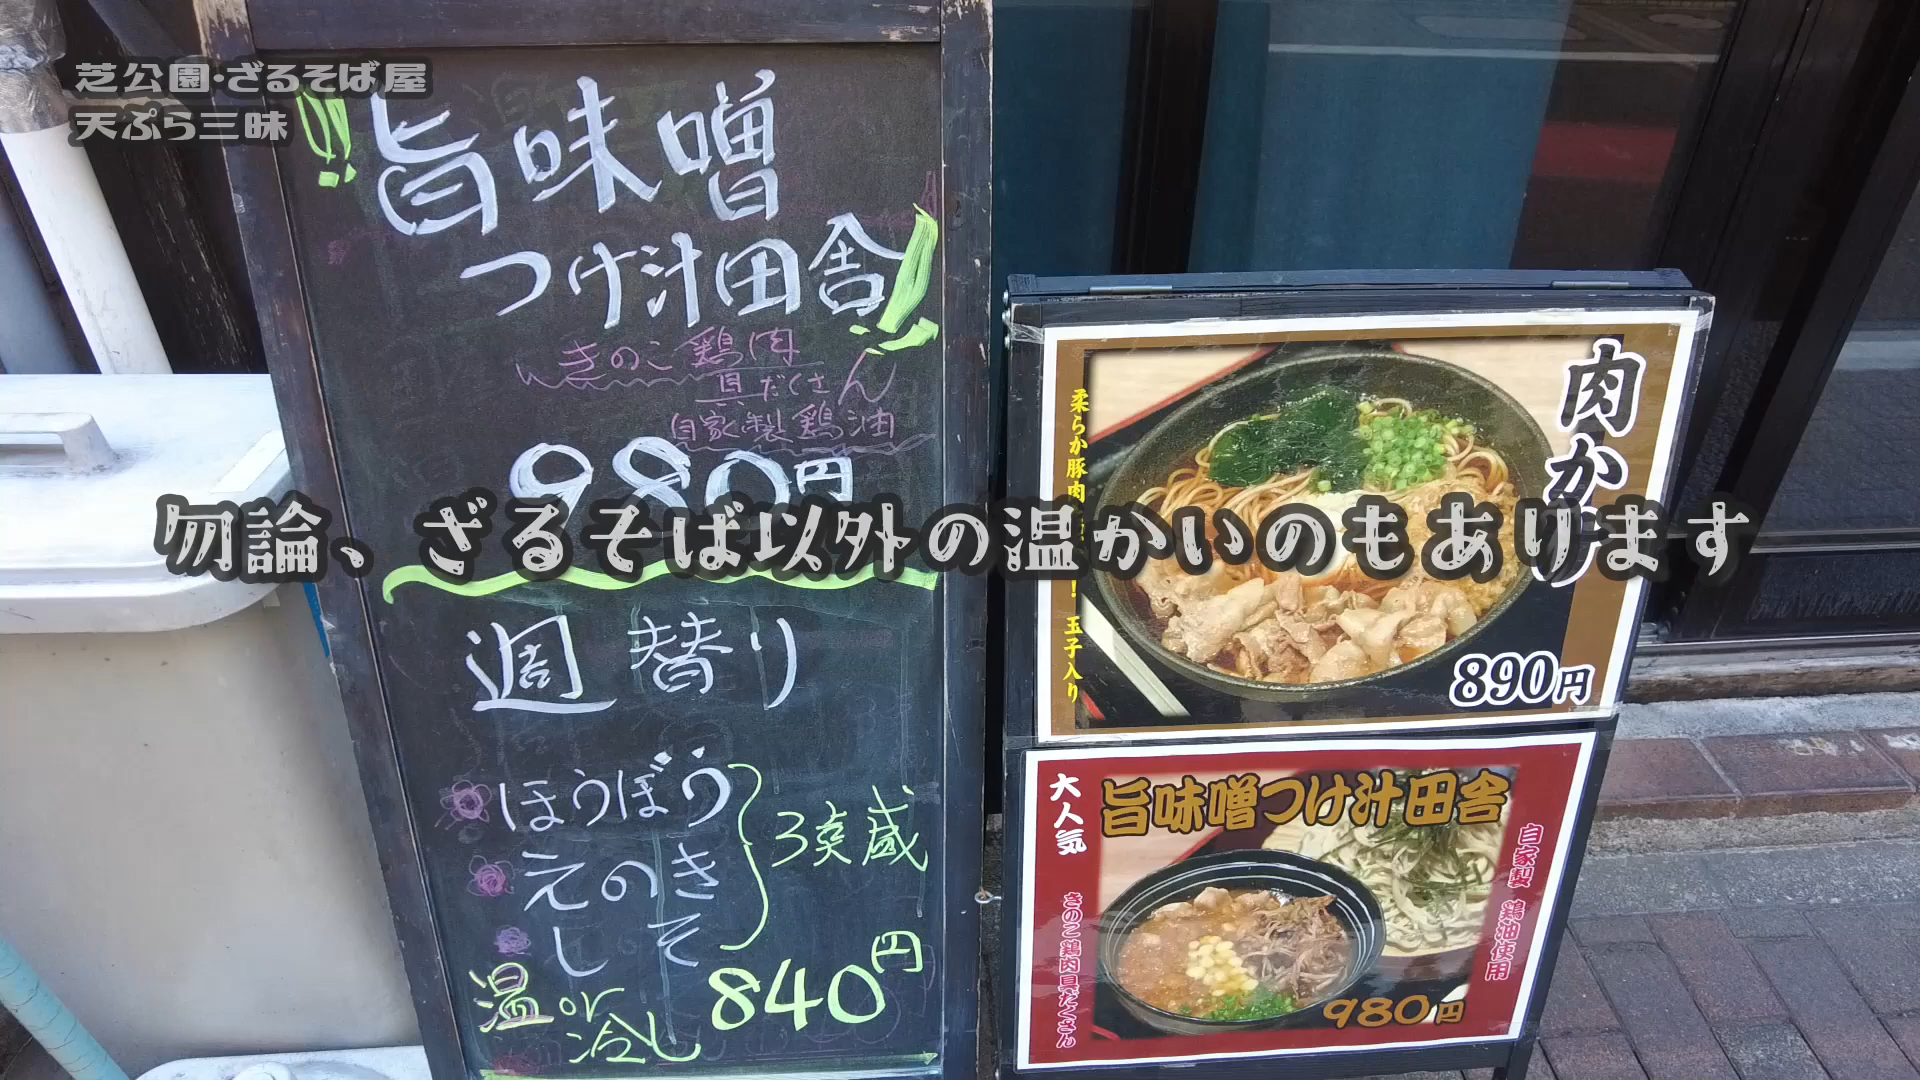 芝公園・ざるそば屋
天ぷら三昧
!!
旨味噌
つけ汁田舎
きのこ鶏肉
具だくさん
自家製鶏油
980円
勿論、ざるそば以外の温かいのもあります
週替り
ほうぼう
えのき
しそ
3点盛
温or冷し
840円
肉か
柔らか豚肉
!
玉子入り
890円
大人気
旨味噌つけ汁田舎
自家製 鶏油使用
きのこ鶏肉具だくさん
980円